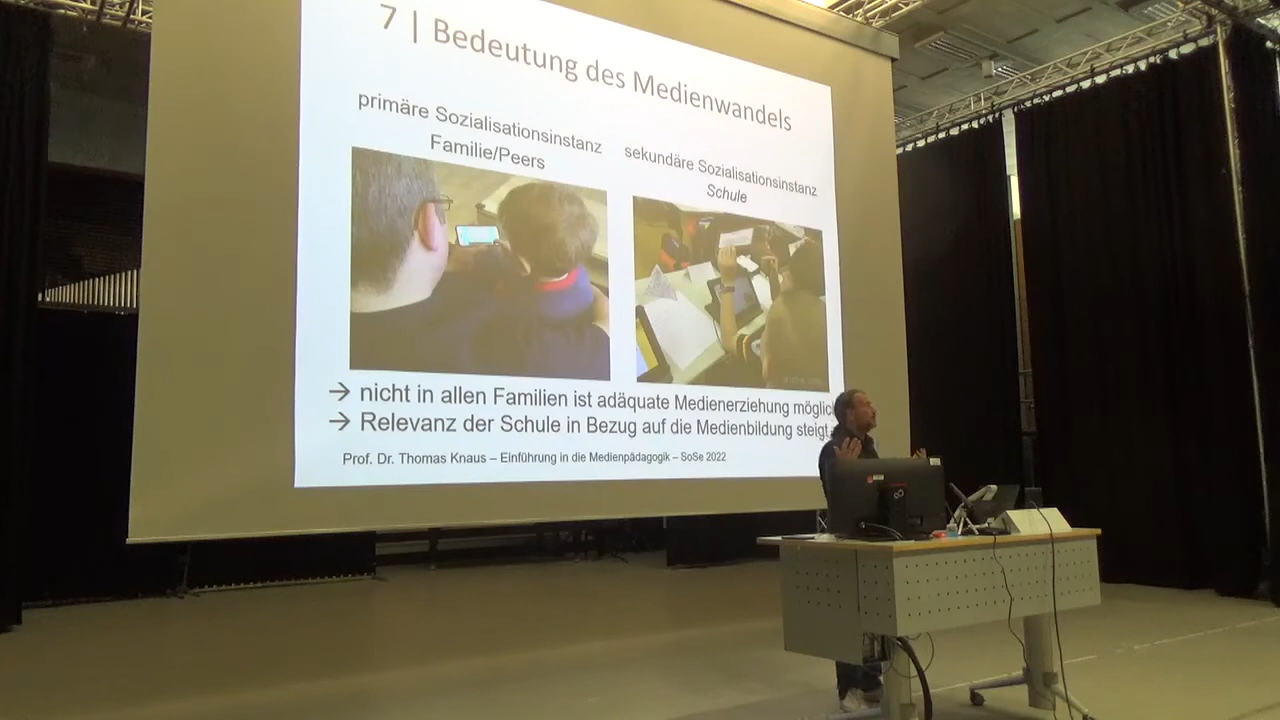 7 | Bedeutung des Medienwandels
primäre Sozialisationsinstanz
Familie/Peers
sekundäre Sozialisationsinstanz
Schule
→ nicht in allen Familien ist adäquate Medienerziehung möglic
→ Relevanz der Schule in Bezug auf die Medienbildung steigt
Prof. Dr. Thomas Knaus – Einführung in die Medienpädagogik – SoSe 2022